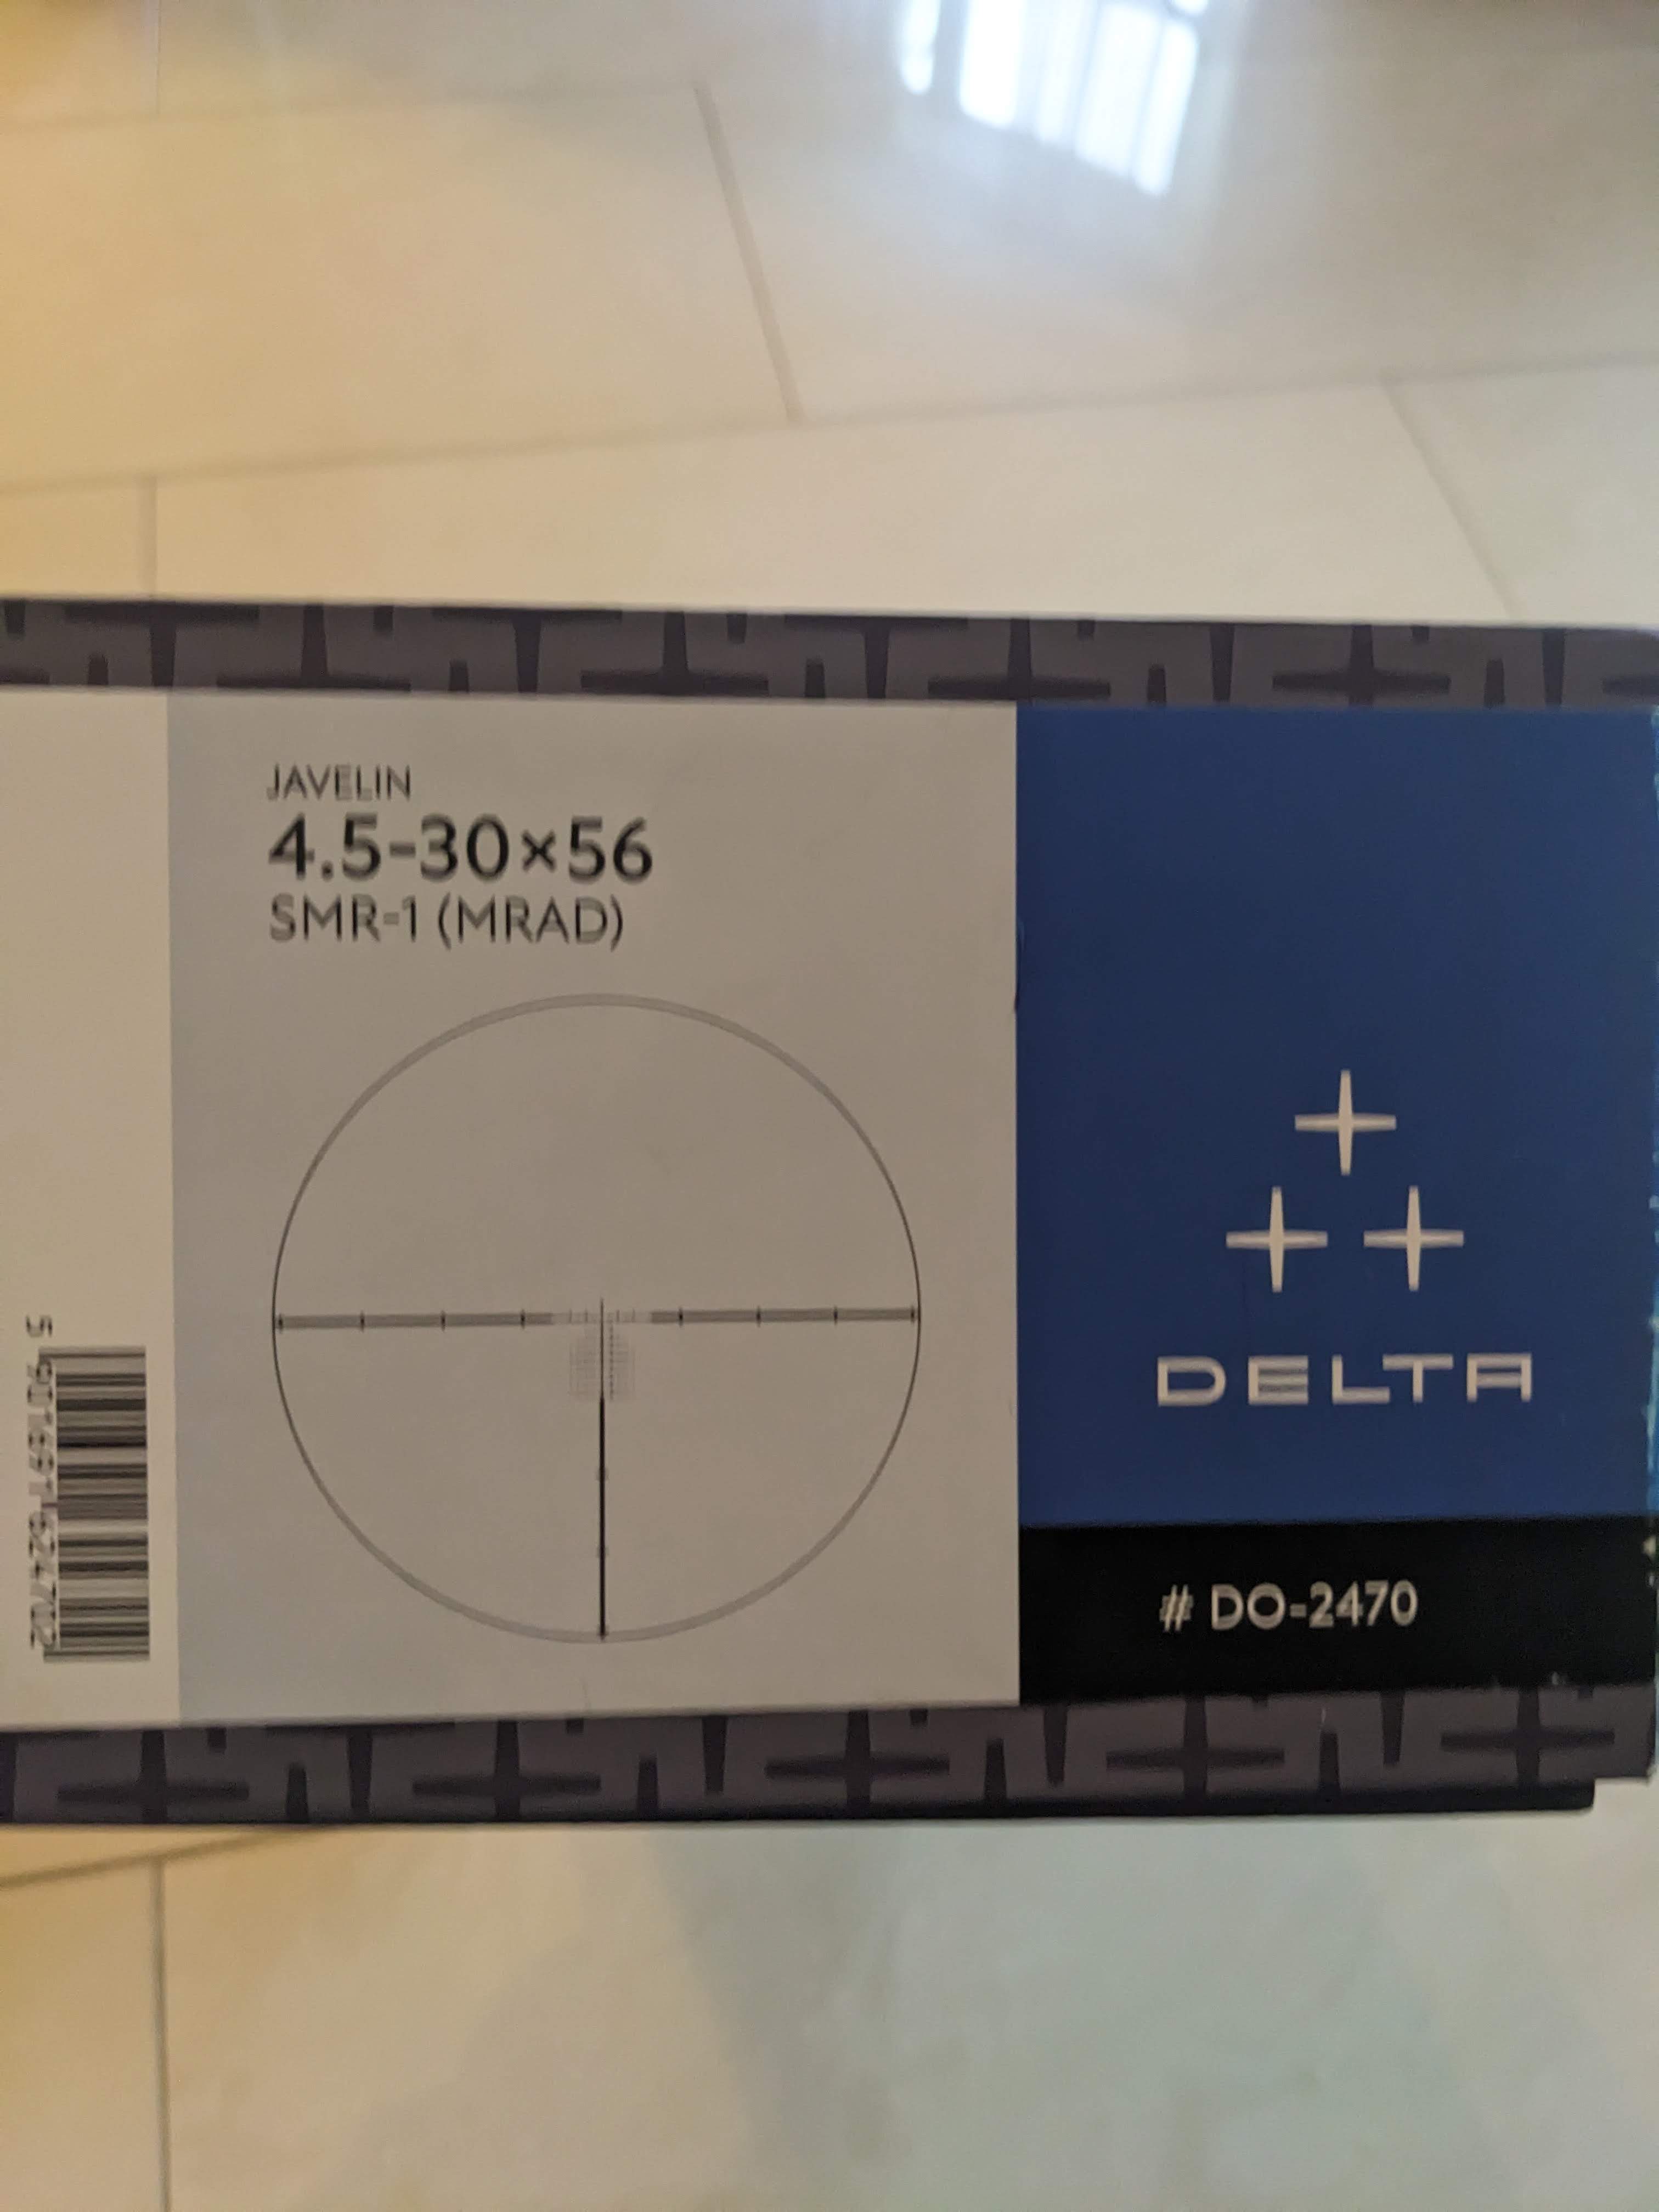 JAVELIN
4.5-30×56
SMR-1 (MRAD)
DELTA
# DO-2470